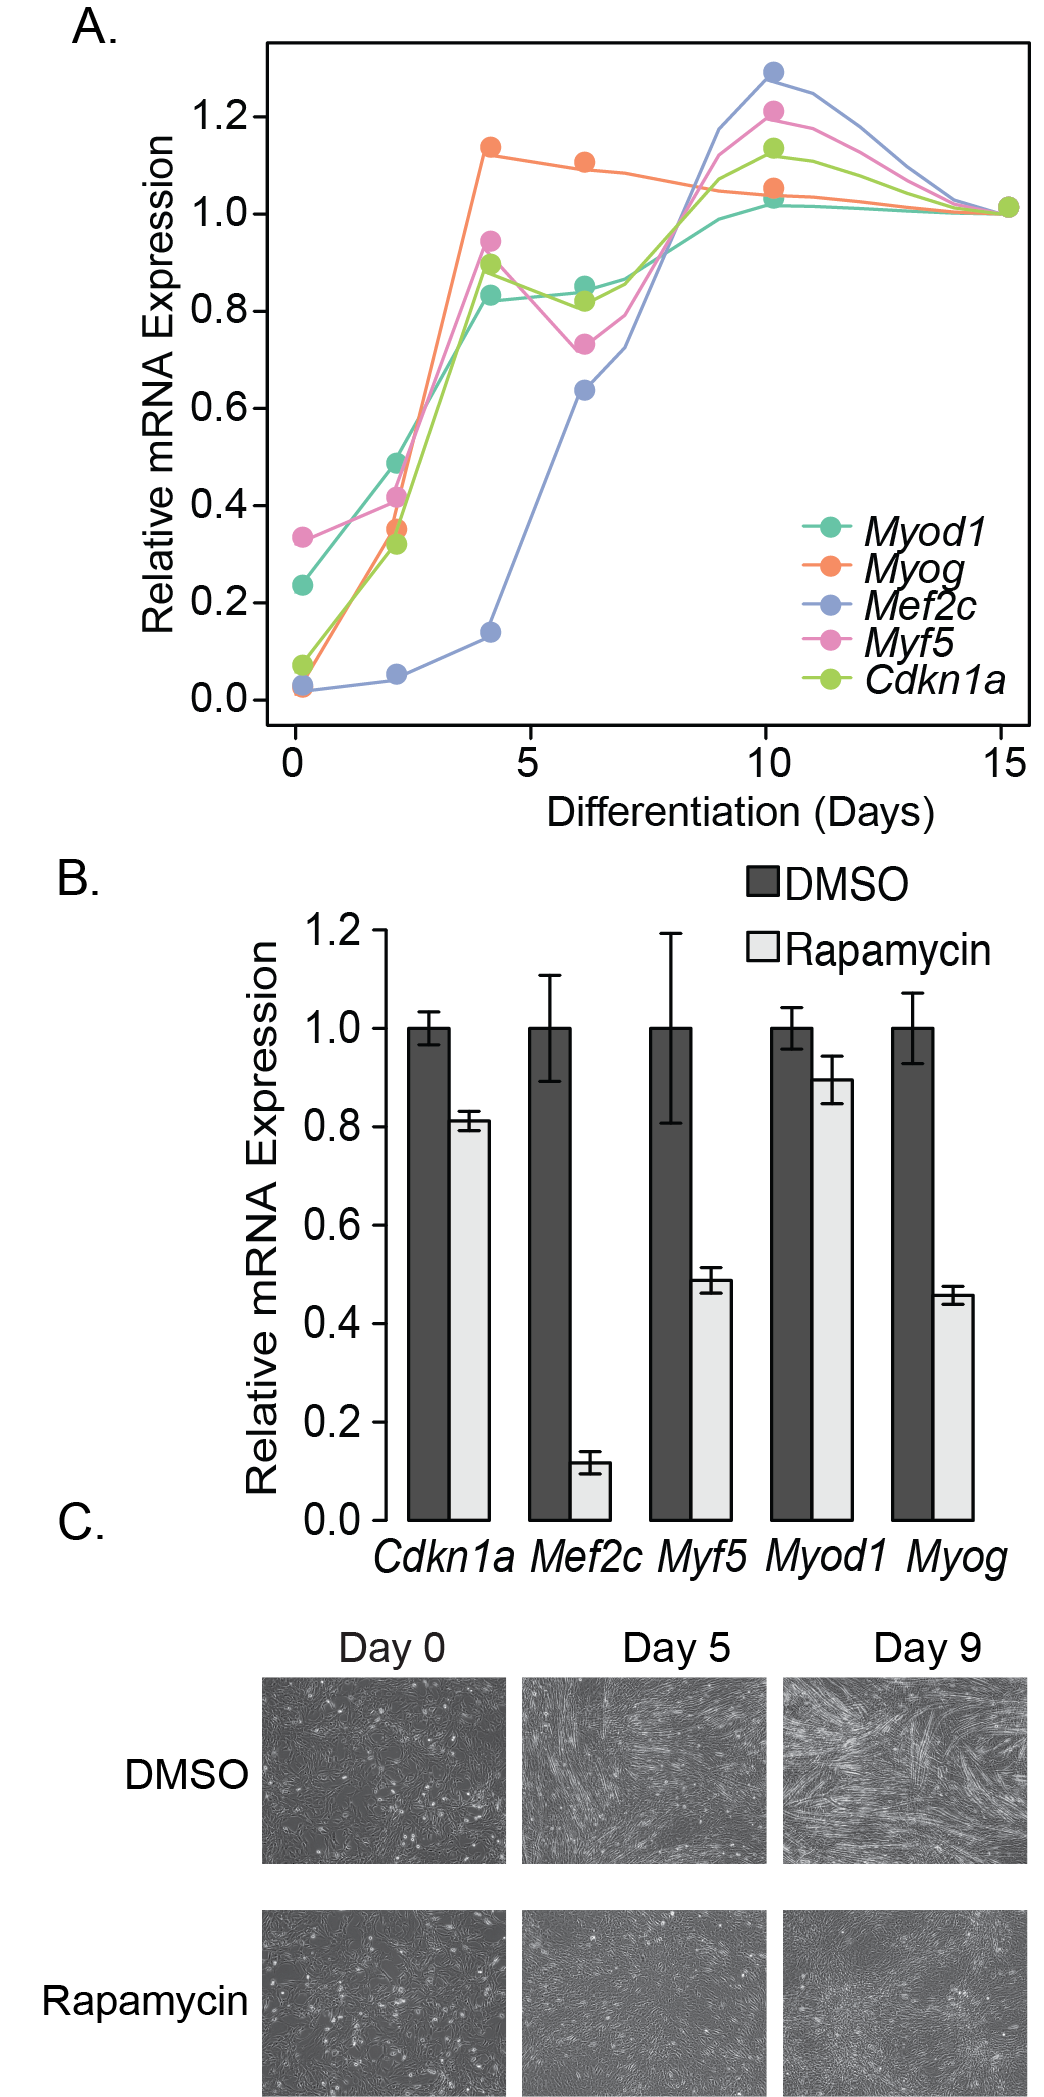 A.
Relative mRNA Expression
1.2
1.0
0.8
0.6
0.4
0.2
0.0
Myod1
Myog
Mef2c
Myf5
Cdkn1a
0 5 10 15
Differentiation (Days)
B.
DMSO
Rapamycin
Relative mRNA Expression
1.2
1.0
0.8
0.6
0.4
0.2
0.0
Cdkn1a Mef2c Myf5 Myod1 Myog
C.
Day 0 Day 5 Day 9
DMSO
Rapamycin